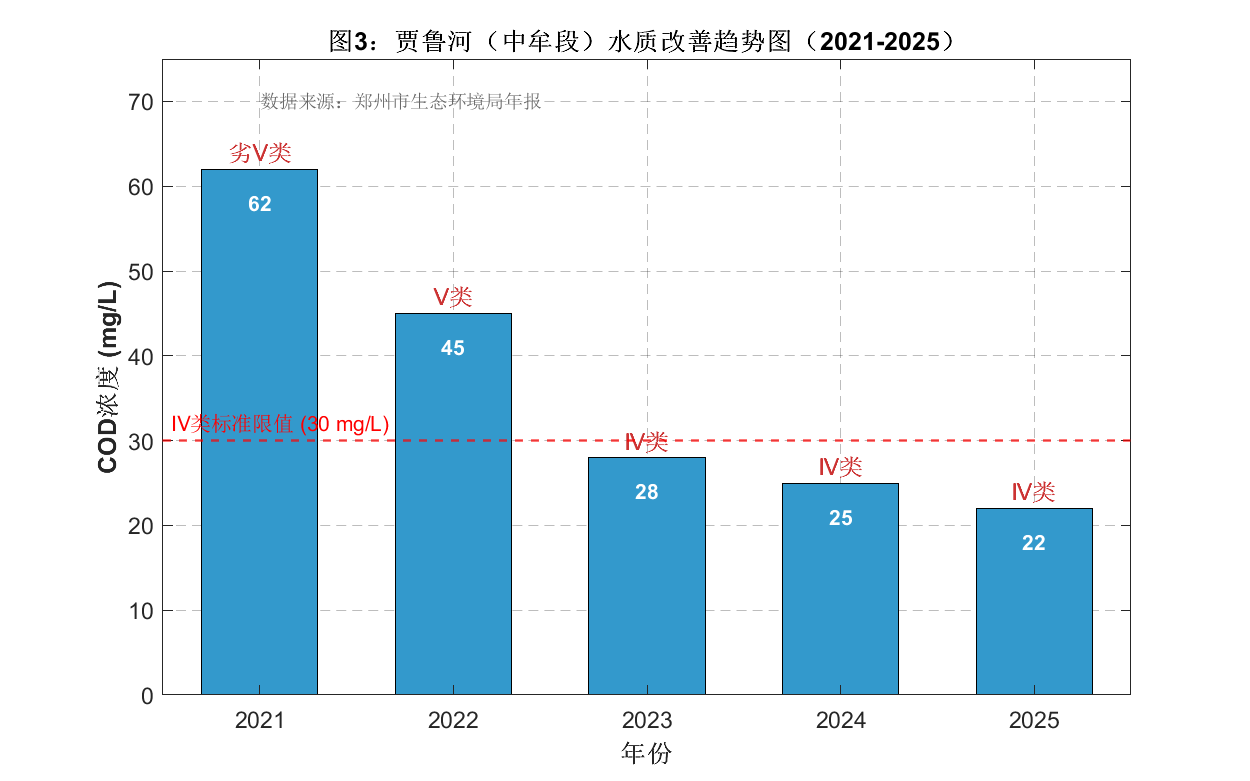 图3：贾鲁河（中牟段）水质改善趋势图（2021-2025）
数据来源：郑州市生态环境局年报
COD浓度 (mg/L)
70
60
50
40
30
20
10
0
劣Ⅴ类
62
Ⅴ类
45
Ⅳ类标准限值 (30 mg/L)
Ⅳ类
28
Ⅳ类
25
Ⅳ类
22
2021
2022
2023
2024
2025
年份